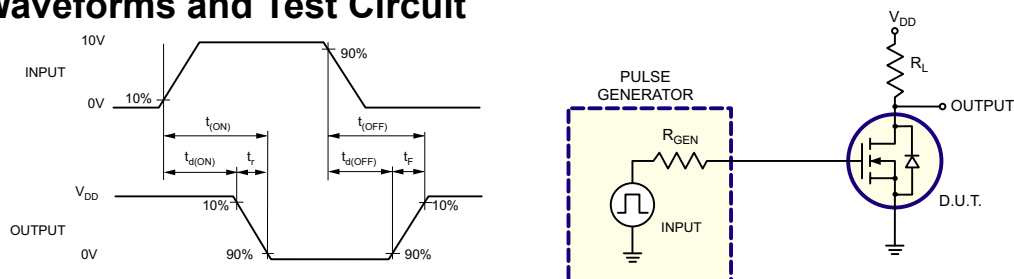 Waveforms and Test Circuit
10V
INPUT
0V
10%
90%
t(ON)
t(OFF)
td(ON)
tr
td(OFF)
tF
VDD
OUTPUT
0V
10%
90%
10%
90%
VDD
RL
OUTPUT
PULSE
GENERATOR
RGEN
INPUT
D.U.T.